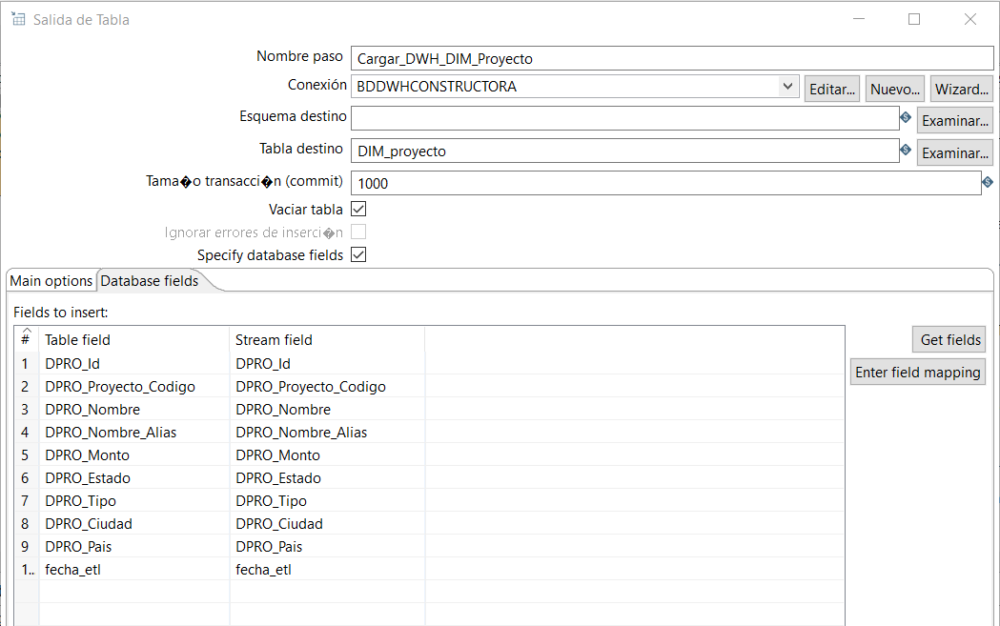 Salida de Tabla
Nombre paso Cargar_DWH_DIM_Proyecto
Conexión BDDWHCONSTRUCTORA Editar... Nuevo... Wizard...
Esquema destino Examinar...
Tabla destino DIM_proyecto Examinar...
Tama�o transacci�n (commit) 1000
Vaciar tabla
Ignorar errores de inserci�n
Specify database fields
Main options Database fields
Fields to insert:
# Table field Stream field Get fields
1 DPRO_Id DPRO_Id
Enter field mapping
2 DPRO_Proyecto_Codigo DPRO_Proyecto_Codigo
3 DPRO_Nombre DPRO_Nombre
4 DPRO_Nombre_Alias DPRO_Nombre_Alias
5 DPRO_Monto DPRO_Monto
6 DPRO_Estado DPRO_Estado
7 DPRO_Tipo DPRO_Tipo
8 DPRO_Ciudad DPRO_Ciudad
9 DPRO_Pais DPRO_Pais
1.. fecha_etl fecha_etl